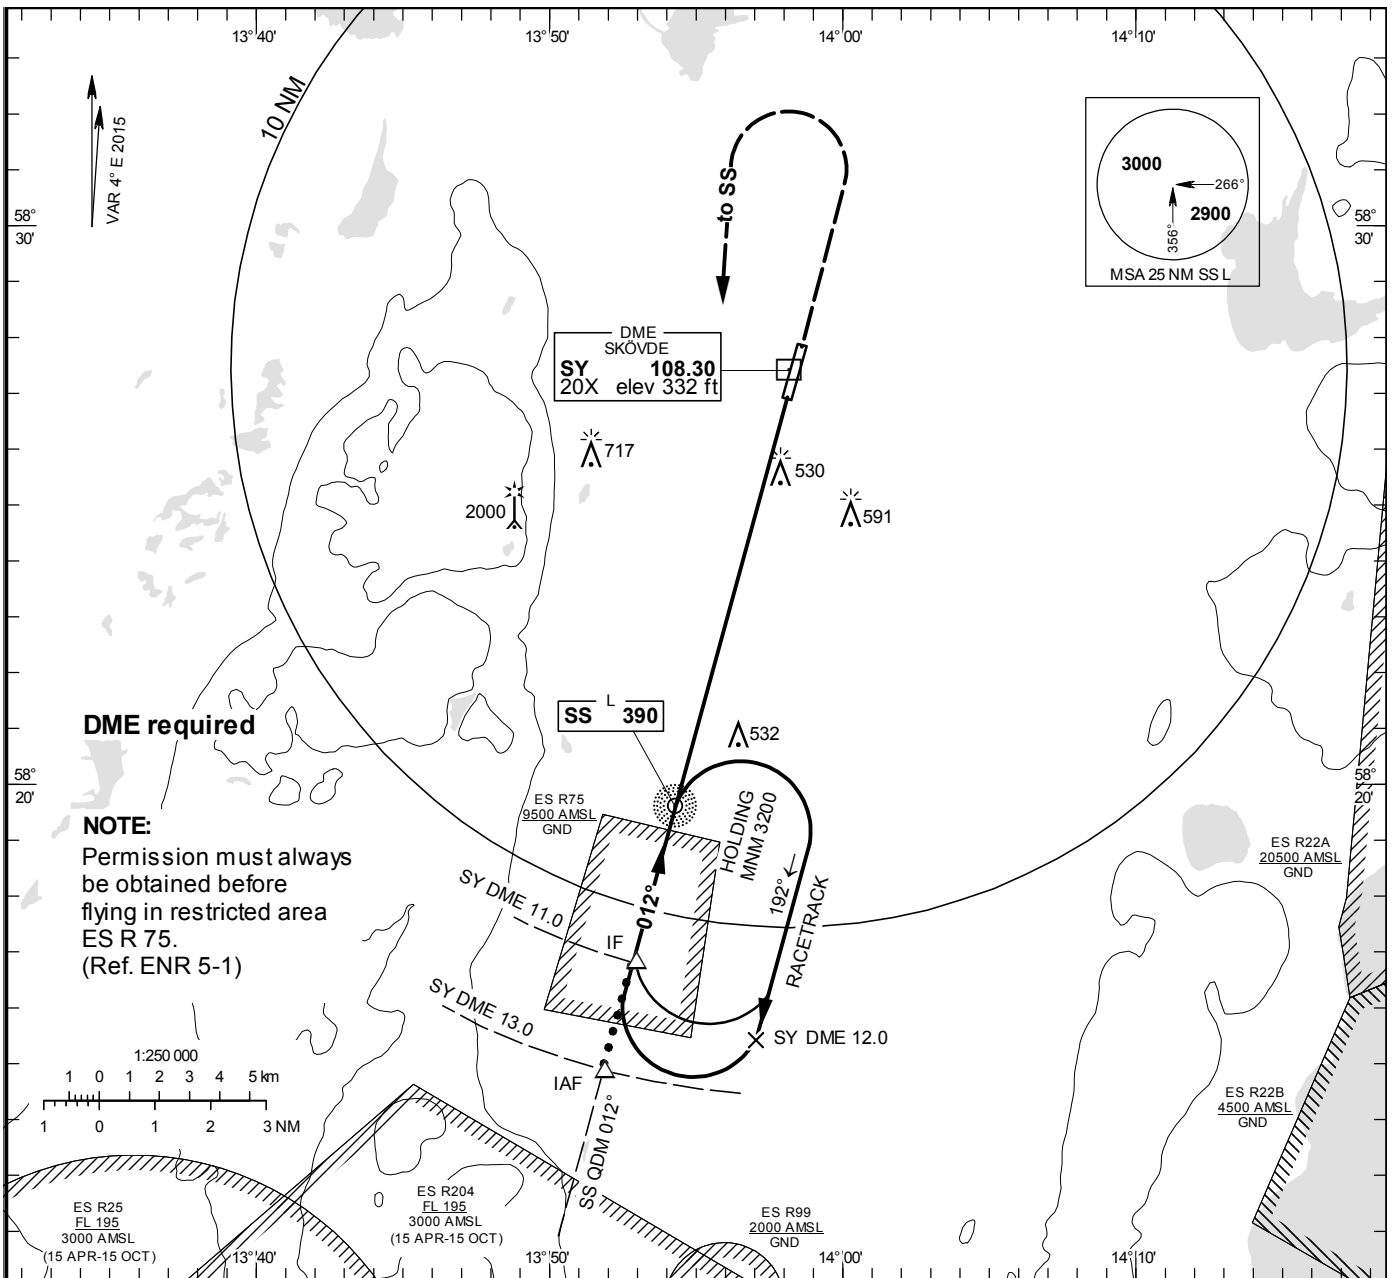 13°40'
13°50'
14°00'
14°10'
10 NM
VAR 4° E 2015
58°
30'
to SS
3000
266°
2900
356°
MSA 25 NM SS L
58°
30'
DME
SKÖVDE
SY 108.30
20X elev 332 ft
717
530
2000
591
L
SS 390
532
DME required
58°
20'
58°
20'
ES R75
9500 AMSL
GND
HOLDING
MNM 3200
NOTE:
Permission must always
be obtained before
flying in restricted area
ES R 75.
(Ref. ENR 5-1)
ES R22A
20500 AMSL
GND
SY DME 11.0
012°
192°
RACETRACK
IF
SY DME 13.0
SY DME 12.0
IAF
1:250 000
1 0 1 2 3 4 5 km
1 0 1 2 3 NM
SS QDM 012°
ES R22B
4500 AMSL
GND
ES R25
FL 195
3000 AMSL
(15 APR-15 OCT)
ES R204
FL 195
3000 AMSL
(15 APR-15 OCT)
ES R99
2000 AMSL
GND
13°40'
13°50'
14°00'
14°10'